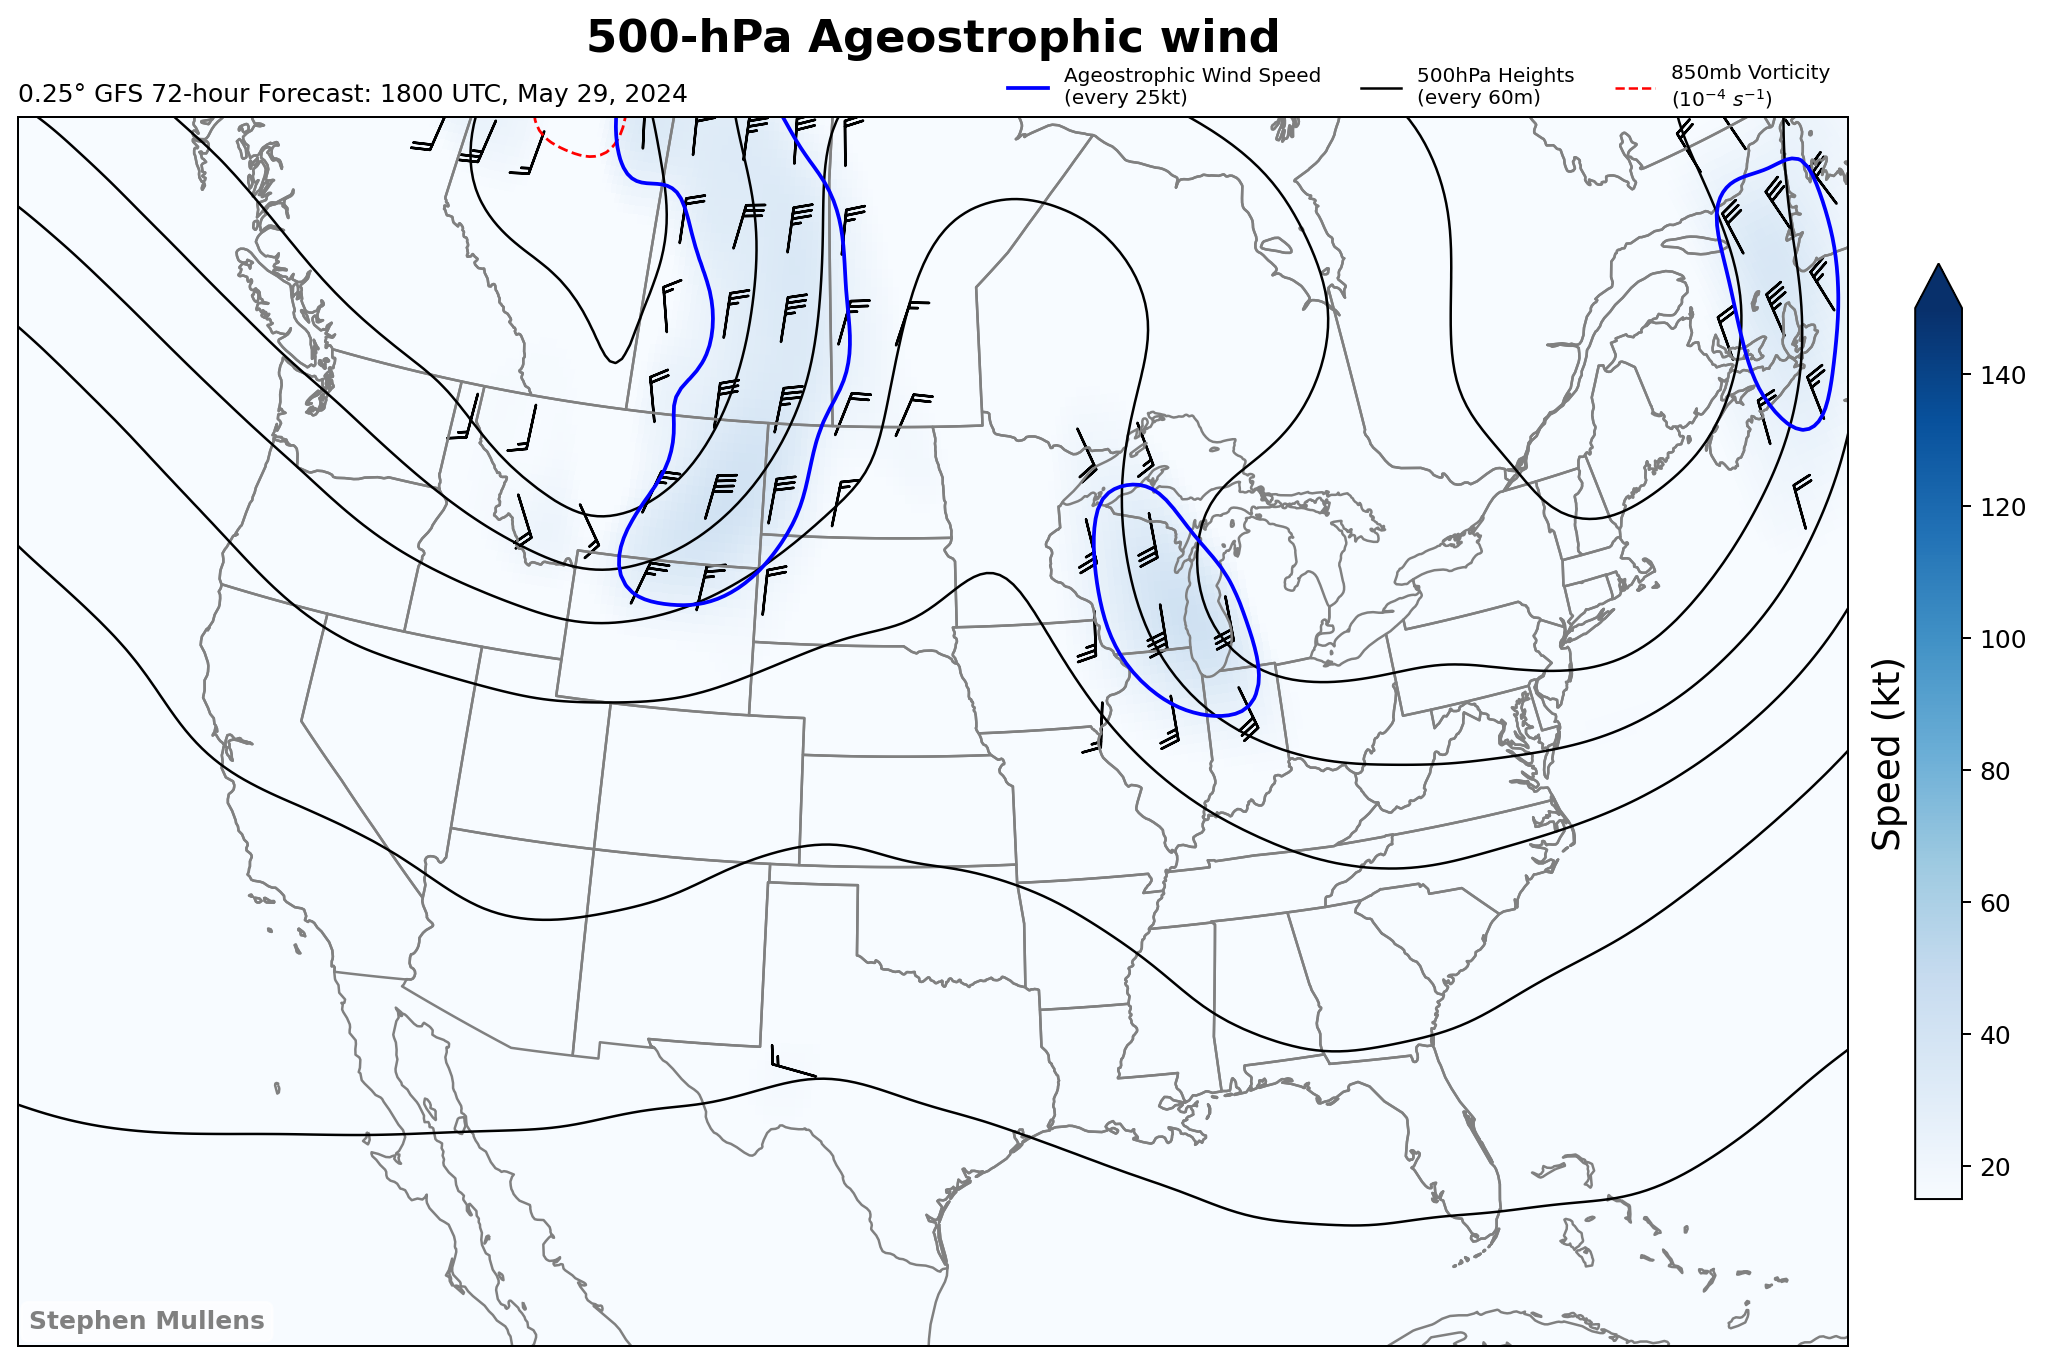 500-hPa Ageostrophic wind
0.25° GFS 72-hour Forecast: 1800 UTC, May 29, 2024
Ageostrophic Wind Speed
(every 25kt)
500hPa Heights
(every 60m)
850mb Vorticity
(10⁻⁴ s⁻¹)
140
120
100
80
60
40
20
Speed (kt)
Stephen Mullens